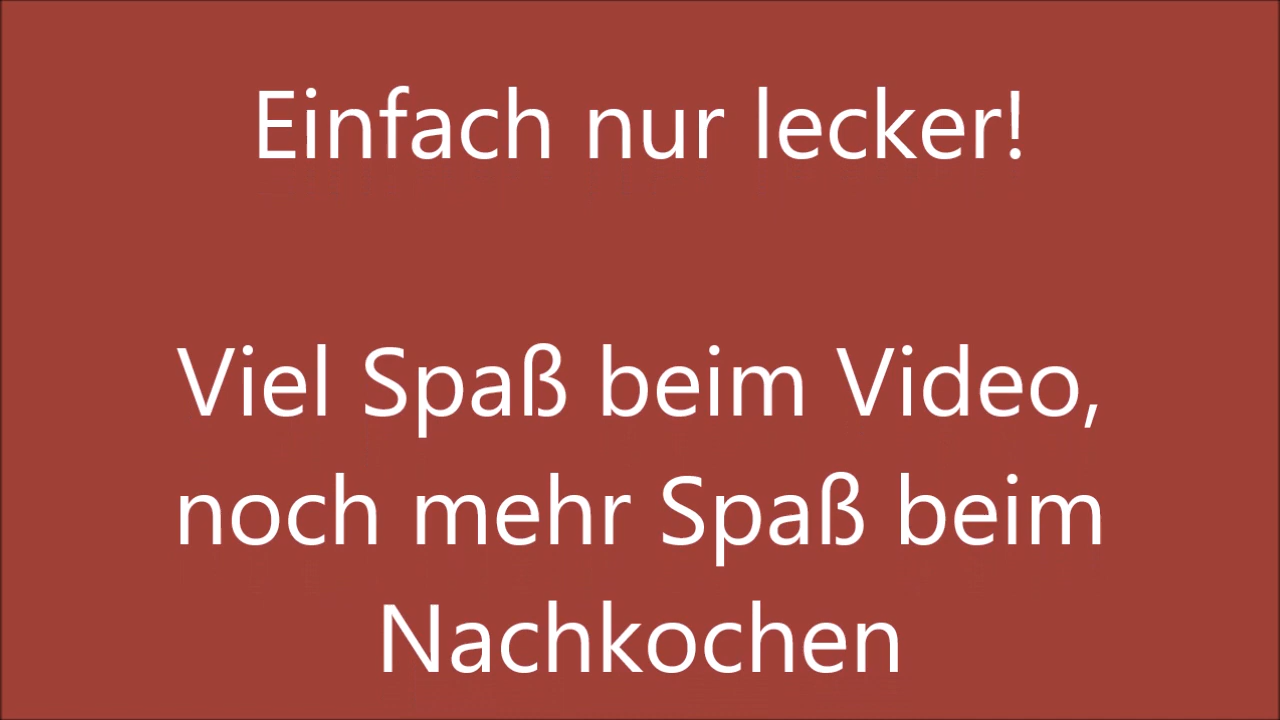 Einfach nur lecker!
Viel Spaß beim Video,
noch mehr Spaß beim
Nachkochen